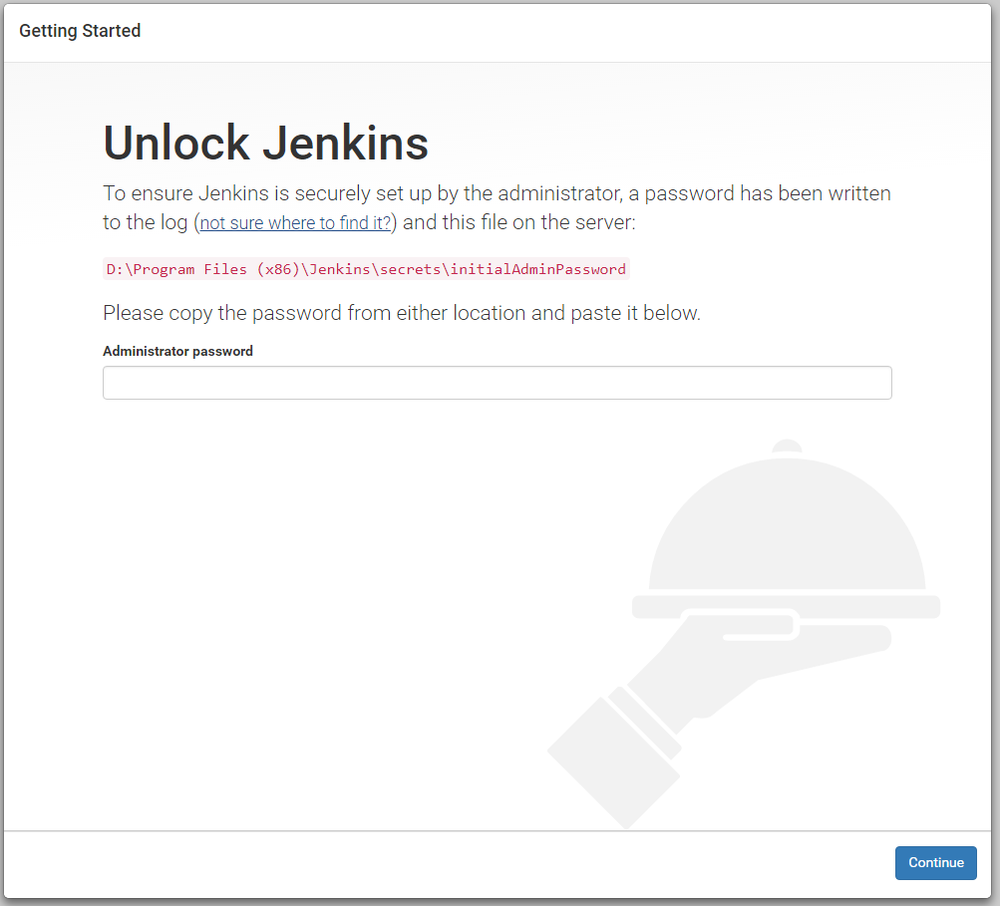 Getting Started
Unlock Jenkins
To ensure Jenkins is securely set up by the administrator, a password has been written
to the log (not sure where to find it?) and this file on the server:
D:\Program Files (x86)\Jenkins\secrets\initialAdminPassword
Please copy the password from either location and paste it below.
Administrator password
Continue